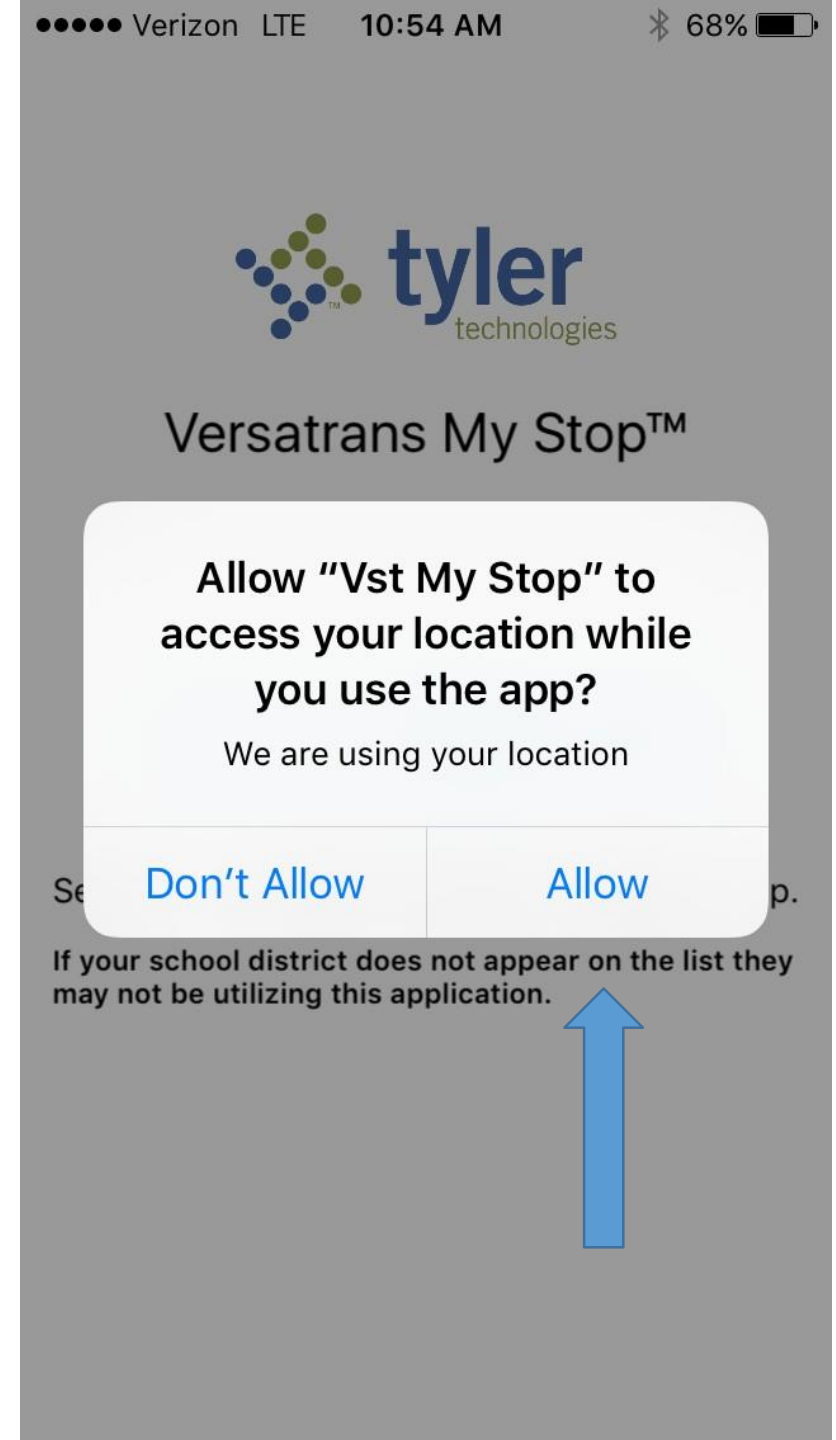 Verizon LTE 10:54 AM 68%
tyler
technologies
TM
Versatrans My Stop™
Allow "Vst My Stop" to
access your location while
you use the app?
We are using your location
Don't Allow Allow
If your school district does not appear on the list they
may not be utilizing this application.